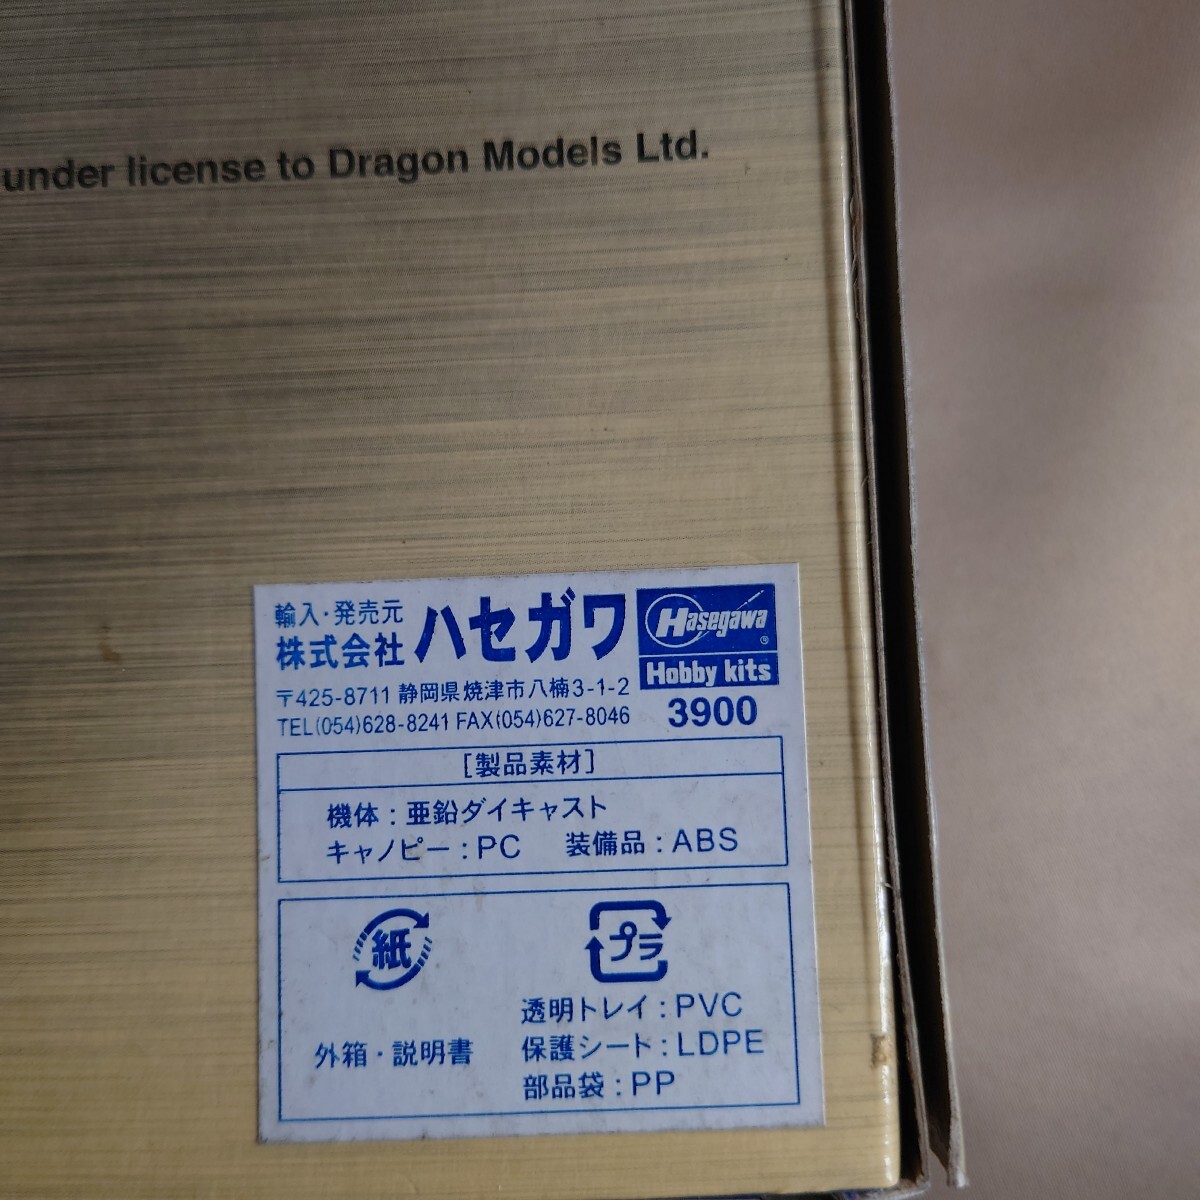 under license to Dragon Models Ltd.
輸入・発売元
株式会社 ハセガワ
Hasegawa®
Hobby kits
〒425-8711 静岡県焼津市八楠3-1-2
TEL(054)628-8241 FAX(054)627-8046
3900
[製品素材]
機体:亜鉛ダイキャスト
キャノピー:PC 装備品:ABS
紙
外箱・説明書
プラ
透明トレイ:PVC
保護シート:LDPE
部品袋:PP